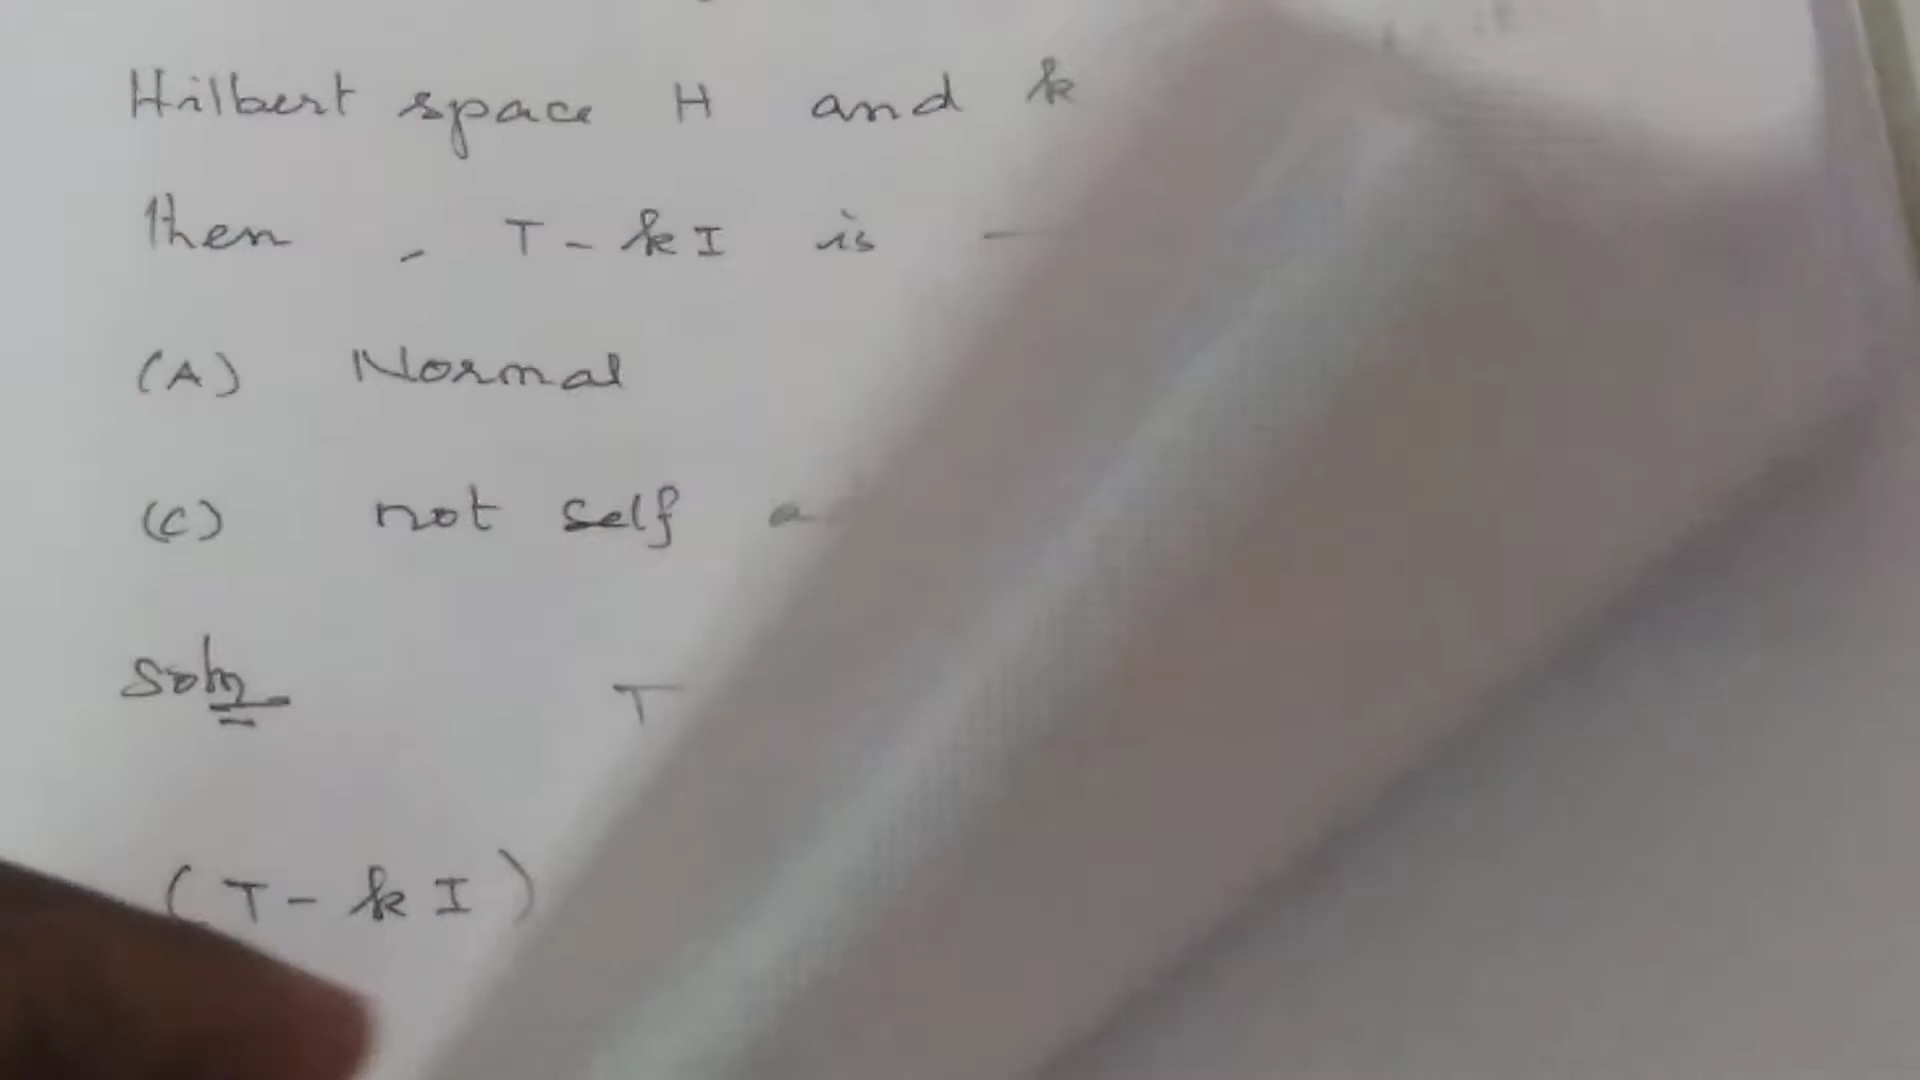 Hilbert space H and k
then, T - kI is —
(A) Normal
(C) not self
Soln T
(T - kI)